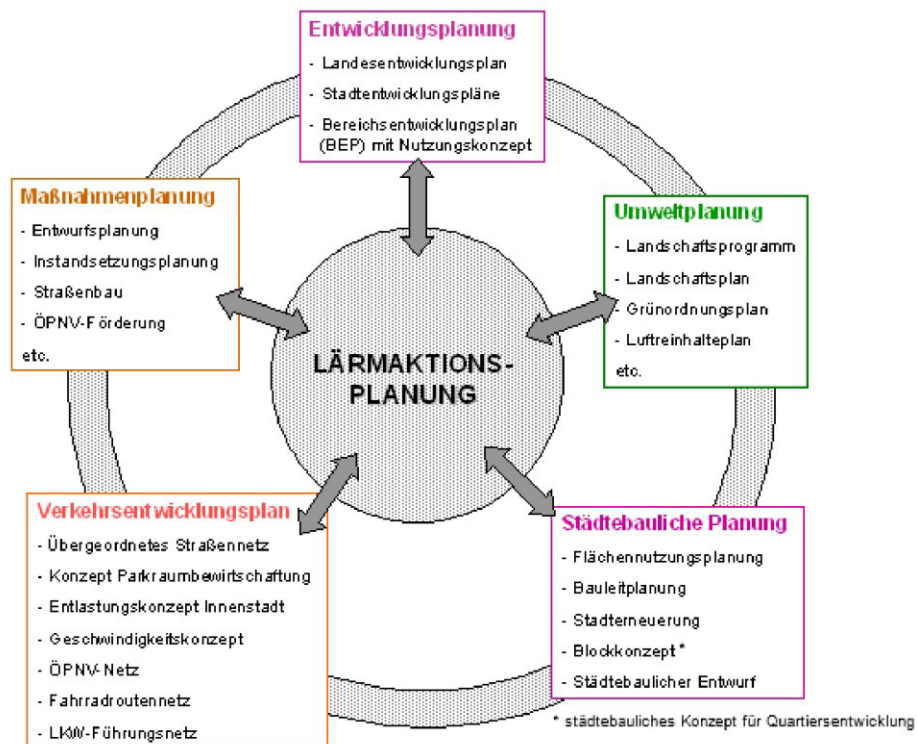 Entwicklungsplanung
- Landesentwicklungsplan
- Stadtentwicklungspläne
- Bereichsentwicklungsplan
(BEP) mit Nutzungskonzept
Maßnahmenplanung
- Entwurfsplanung
- Instandsetzungsplanung
- Straßenbau
- ÖPNV-Förderung
etc.
Umweltplanung
- Landschaftsprogramm
- Landschaftsplan
- Grünordnungsplan
- Luftreinhalteplan
etc.
LÄRMAKTIONS-
PLANUNG
Verkehrsentwicklungsplan
- Übergeordnetes Straßennetz
- Konzept Parkraumbewirtschaftung
- Entlastungskonzept Innenstadt
- Geschwindigkeitskonzept
- ÖPNV-Netz
- Fahrradroutennetz
- LKW-Führungsnetz
Städtebauliche Planung
- Flächennutzungsplanung
- Bauleitplanung
- Stadterneuerung
- Blockkonzept *
- Städtebaulicher Entwurf
* städtebauliches Konzept für Quartiersentwicklung